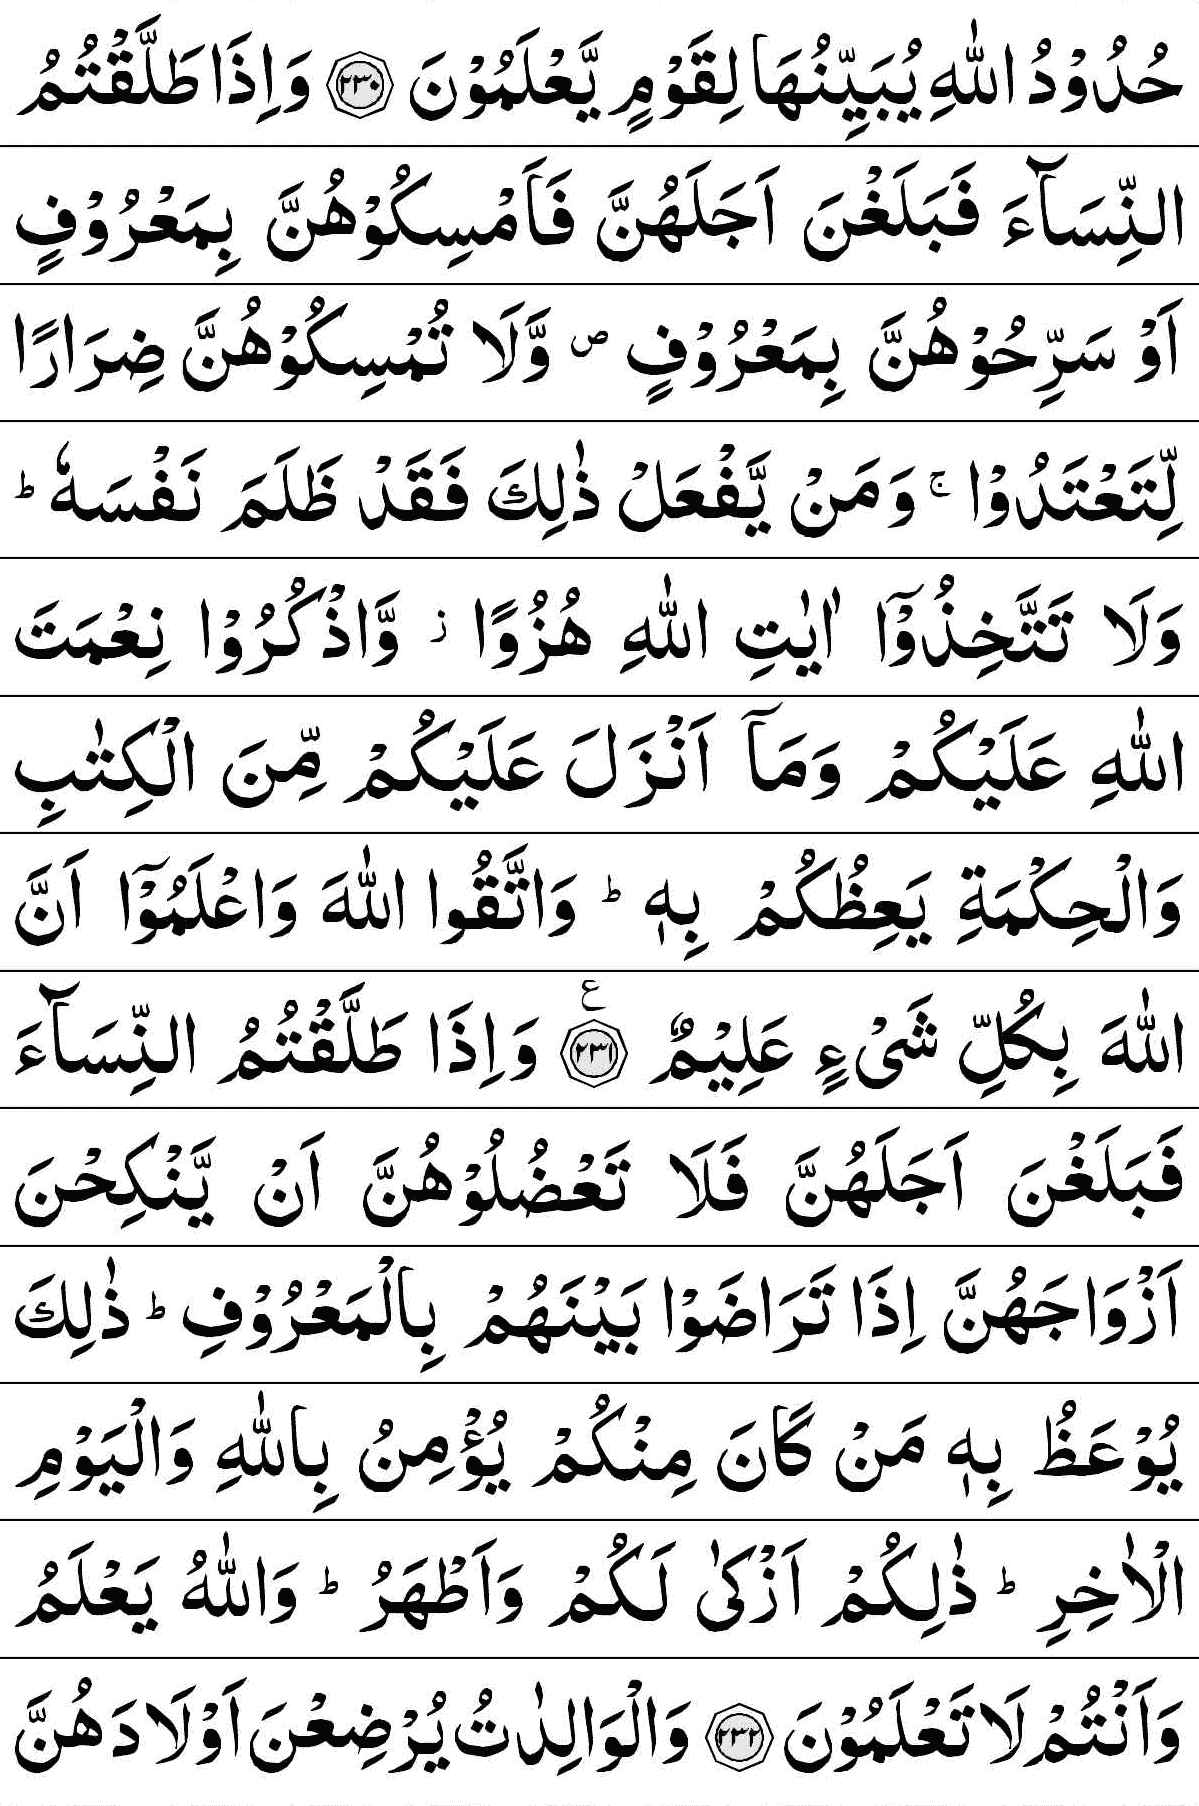 حُدُوْدُ اللّٰهِ يُبَيِّنُهَا لِقَوْمٍ يَّعْلَمُوْنَ ﴿٢٣٠﴾ وَاِذَا طَلَّقْتُمُ
النِّسَآءَ فَبَلَغْنَ اَجَلَهُنَّ فَاَمْسِكُوْهُنَّ بِمَعْرُوْفٍ
اَوْ سَرِّحُوْهُنَّ بِمَعْرُوْفٍ ص وَّلَا تُمْسِكُوْهُنَّ ضِرَارًا
لِّتَعْتَدُوْا ۚ وَمَنْ يَّفْعَلْ ذٰلِكَ فَقَدْ ظَلَمَ نَفْسَهٗ ؕ
وَلَا تَتَّخِذُوْٓا اٰيٰتِ اللّٰهِ هُزُوًا ز وَّاذْكُرُوْا نِعْمَتَ
اللّٰهِ عَلَيْكُمْ وَمَآ اَنْزَلَ عَلَيْكُمْ مِّنَ الْكِتٰبِ
وَالْحِكْمَةِ يَعِظُكُمْ بِهٖ ؕ وَاتَّقُوا اللّٰهَ وَاعْلَمُوْٓا اَنَّ
اللّٰهَ بِكُلِّ شَیْءٍ عَلِيْمٌ ﴿٢٣١﴾ ع وَاِذَا طَلَّقْتُمُ النِّسَآءَ
فَبَلَغْنَ اَجَلَهُنَّ فَلَا تَعْضُلُوْهُنَّ اَنْ يَّنْكِحْنَ
اَزْوَاجَهُنَّ اِذَا تَرَاضَوْا بَيْنَهُمْ بِالْمَعْرُوْفِ ؕ ذٰلِكَ
يُوْعَظُ بِهٖ مَنْ كَانَ مِنْكُمْ يُؤْمِنُ بِاللّٰهِ وَالْيَوْمِ
الْاٰخِرِ ؕ ذٰلِكُمْ اَزْكٰى لَكُمْ وَاَطْهَرُ ؕ وَاللّٰهُ يَعْلَمُ
وَاَنْتُمْ لَا تَعْلَمُوْنَ ﴿٢٣٢﴾ وَالْوَالِدٰتُ يُرْضِعْنَ اَوْلَادَهُنَّ